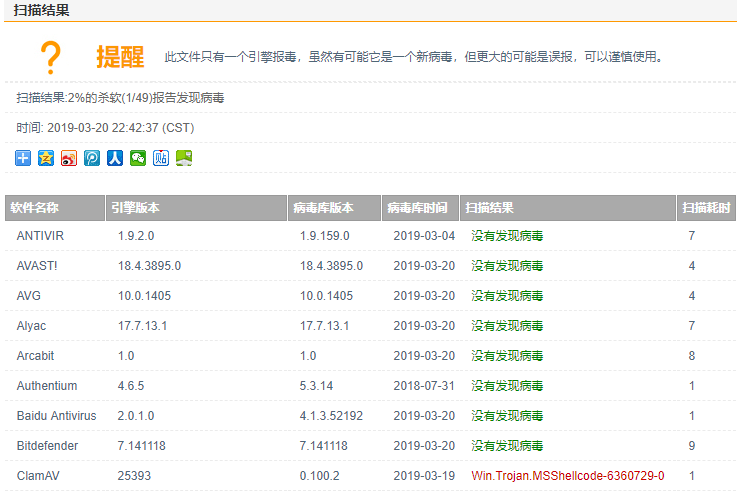 扫描结果
? 提醒 此文件只有一个引擎报毒，虽然有可能它是一个新病毒，但更大的可能是误报，可以谨慎使用。
扫描结果:2%的杀软(1/49)报告发现病毒
时间: 2019-03-20 22:42:37 (CST)
软件名称 引擎版本 病毒库版本 病毒库时间 扫描结果 扫描耗时
ANTIVIR 1.9.2.0 1.9.159.0 2019-03-04 没有发现病毒 7
AVAST! 18.4.3895.0 18.4.3895.0 2019-03-20 没有发现病毒 4
AVG 10.0.1405 10.0.1405 2019-03-20 没有发现病毒 4
Alyac 17.7.13.1 17.7.13.1 2019-03-20 没有发现病毒 7
Arcabit 1.0 1.0 2019-03-20 没有发现病毒 8
Authentium 4.6.5 5.3.14 2018-07-31 没有发现病毒 1
Baidu Antivirus 2.0.1.0 4.1.3.52192 2019-03-20 没有发现病毒 1
Bitdefender 7.141118 7.141118 2019-03-20 没有发现病毒 9
ClamAV 25393 0.100.2 2019-03-19 Win.Trojan.MSShellcode-6360729-0 1